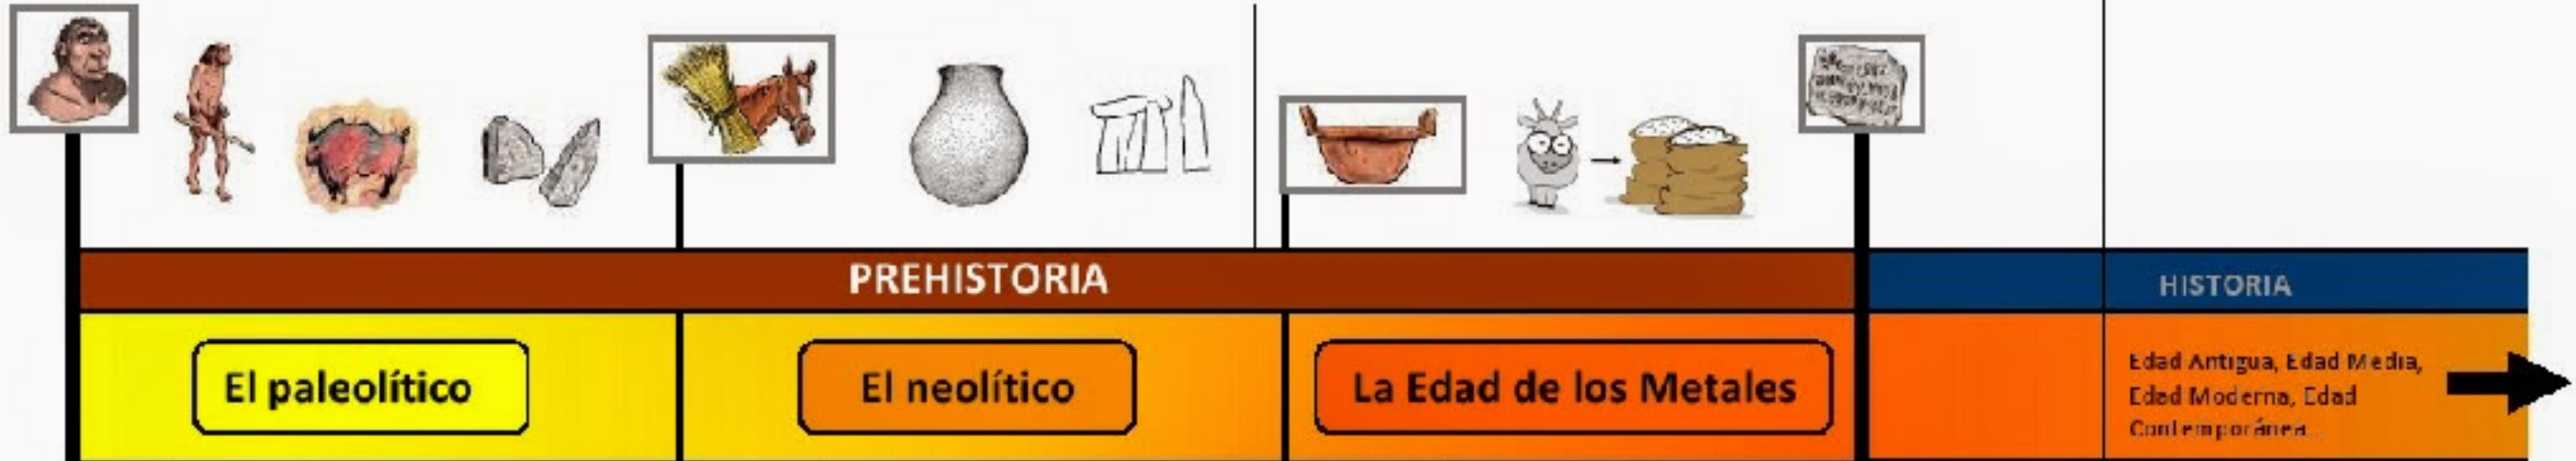 PREHISTORIA
HISTORIA
El paleolítico
El neolítico
La Edad de los Metales
Edad Antigua, Edad Media,
Edad Moderna, Edad
Contemporánea